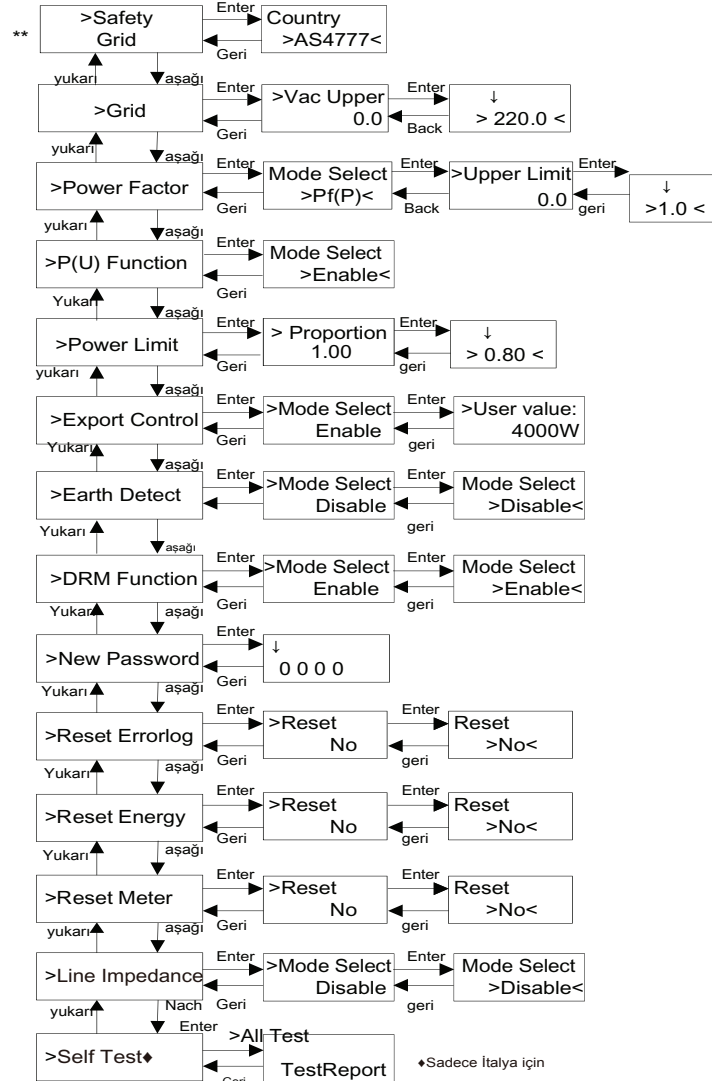 ** >Safety Enter Country
Grid Geri >AS4777<
yukarı aşağı
>Grid Enter >Vac Upper Enter ↓
Geri 0.0 Back > 220.0 <
yukarı aşağı
>Power Factor Enter Mode Select Enter >Upper Limit Enter ↓
Geri >Pf(P)< Back 0.0 geri >1.0 <
yukarı aşağı
>P(U) Function Enter Mode Select
Geri >Enable<
Yukarı aşağı
>Power Limit Enter > Proportion Enter ↓
Geri 1.00 geri > 0.80 <
yukarı aşağı
>Export Control Enter >Mode Select Enter >User value:
Geri Enable geri 4000W
Yukarı aşağı
>Earth Detect Enter >Mode Select Enter Mode Select
Geri Disable geri >Disable<
Yukarı aşağı
>DRM Function Enter >Mode Select Enter Mode Select
Geri Enable geri >Enable<
Yukarı aşağı
>New Password Enter ↓
Geri 0 0 0 0
Yukarı aşağı
>Reset Errorlog Enter >Reset Enter Reset
Geri No geri >No<
Yukarı aşağı
>Reset Energy Enter >Reset Enter Reset
Geri No geri >No<
Yukarı aşağı
>Reset Meter Enter >Reset Enter Reset
Geri No geri >No<
yukarı aşağı
>Line Impedance Enter >Mode Select Enter Mode Select
Geri Disable geri >Disable<
yukarı Nach
>Self Test♦ Enter >All Test
Geri TestReport ♦Sadece İtalya için